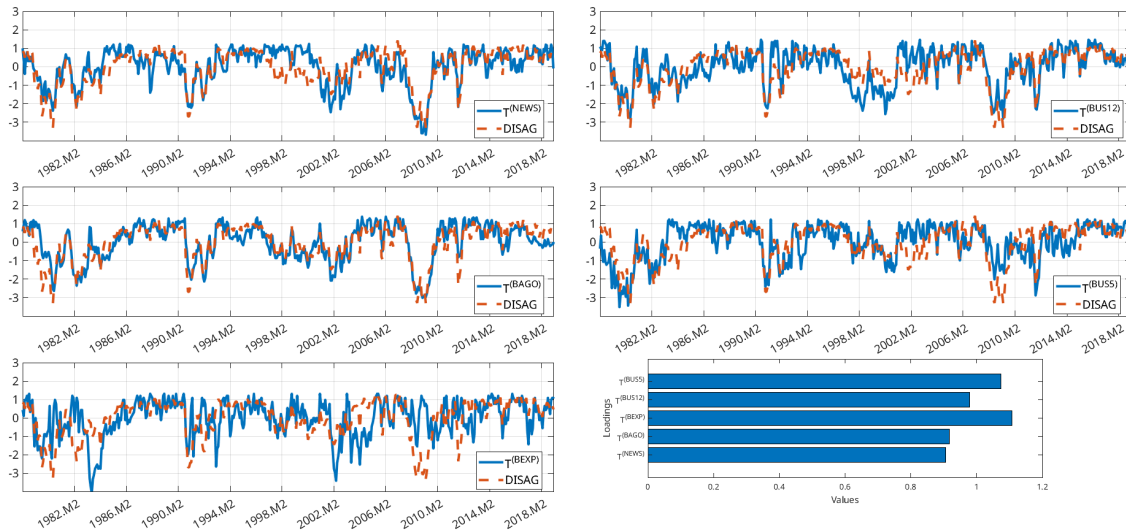 3
2
1
0
-1
-2
-3
T(NEWS)
DISAG
1982.M2
1986.M2
1990.M2
1994.M2
1998.M2
2002.M2
2006.M2
2010.M2
2014.M2
2018.M2
3
2
1
0
-1
-2
-3
T(BUS12)
DISAG
1982.M2
1986.M2
1990.M2
1994.M2
1998.M2
2002.M2
2006.M2
2010.M2
2014.M2
2018.M2
3
2
1
0
-1
-2
-3
T(BAGO)
DISAG
1982.M2
1986.M2
1990.M2
1994.M2
1998.M2
2002.M2
2006.M2
2010.M2
2014.M2
2018.M2
3
2
1
0
-1
-2
-3
T(BUS5)
DISAG
1982.M2
1986.M2
1990.M2
1994.M2
1998.M2
2002.M2
2006.M2
2010.M2
2014.M2
2018.M2
3
2
1
0
-1
-2
-3
T(BEXP)
DISAG
1982.M2
1986.M2
1990.M2
1994.M2
1998.M2
2002.M2
2006.M2
2010.M2
2014.M2
2018.M2
Loadings
T(BUS5)
T(BUS12)
T(BEXP)
T(BAGO)
T(NEWS)
0
0.2
0.4
0.6
0.8
1
1.2
Values